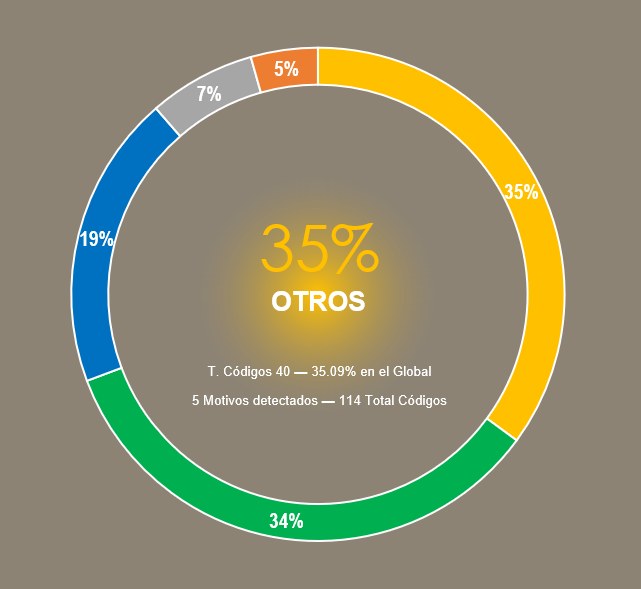 5%
7%
35%
19%
35%
OTROS
T. Códigos 40 — 35.09% en el Global
5 Motivos detectados — 114 Total Códigos
34%